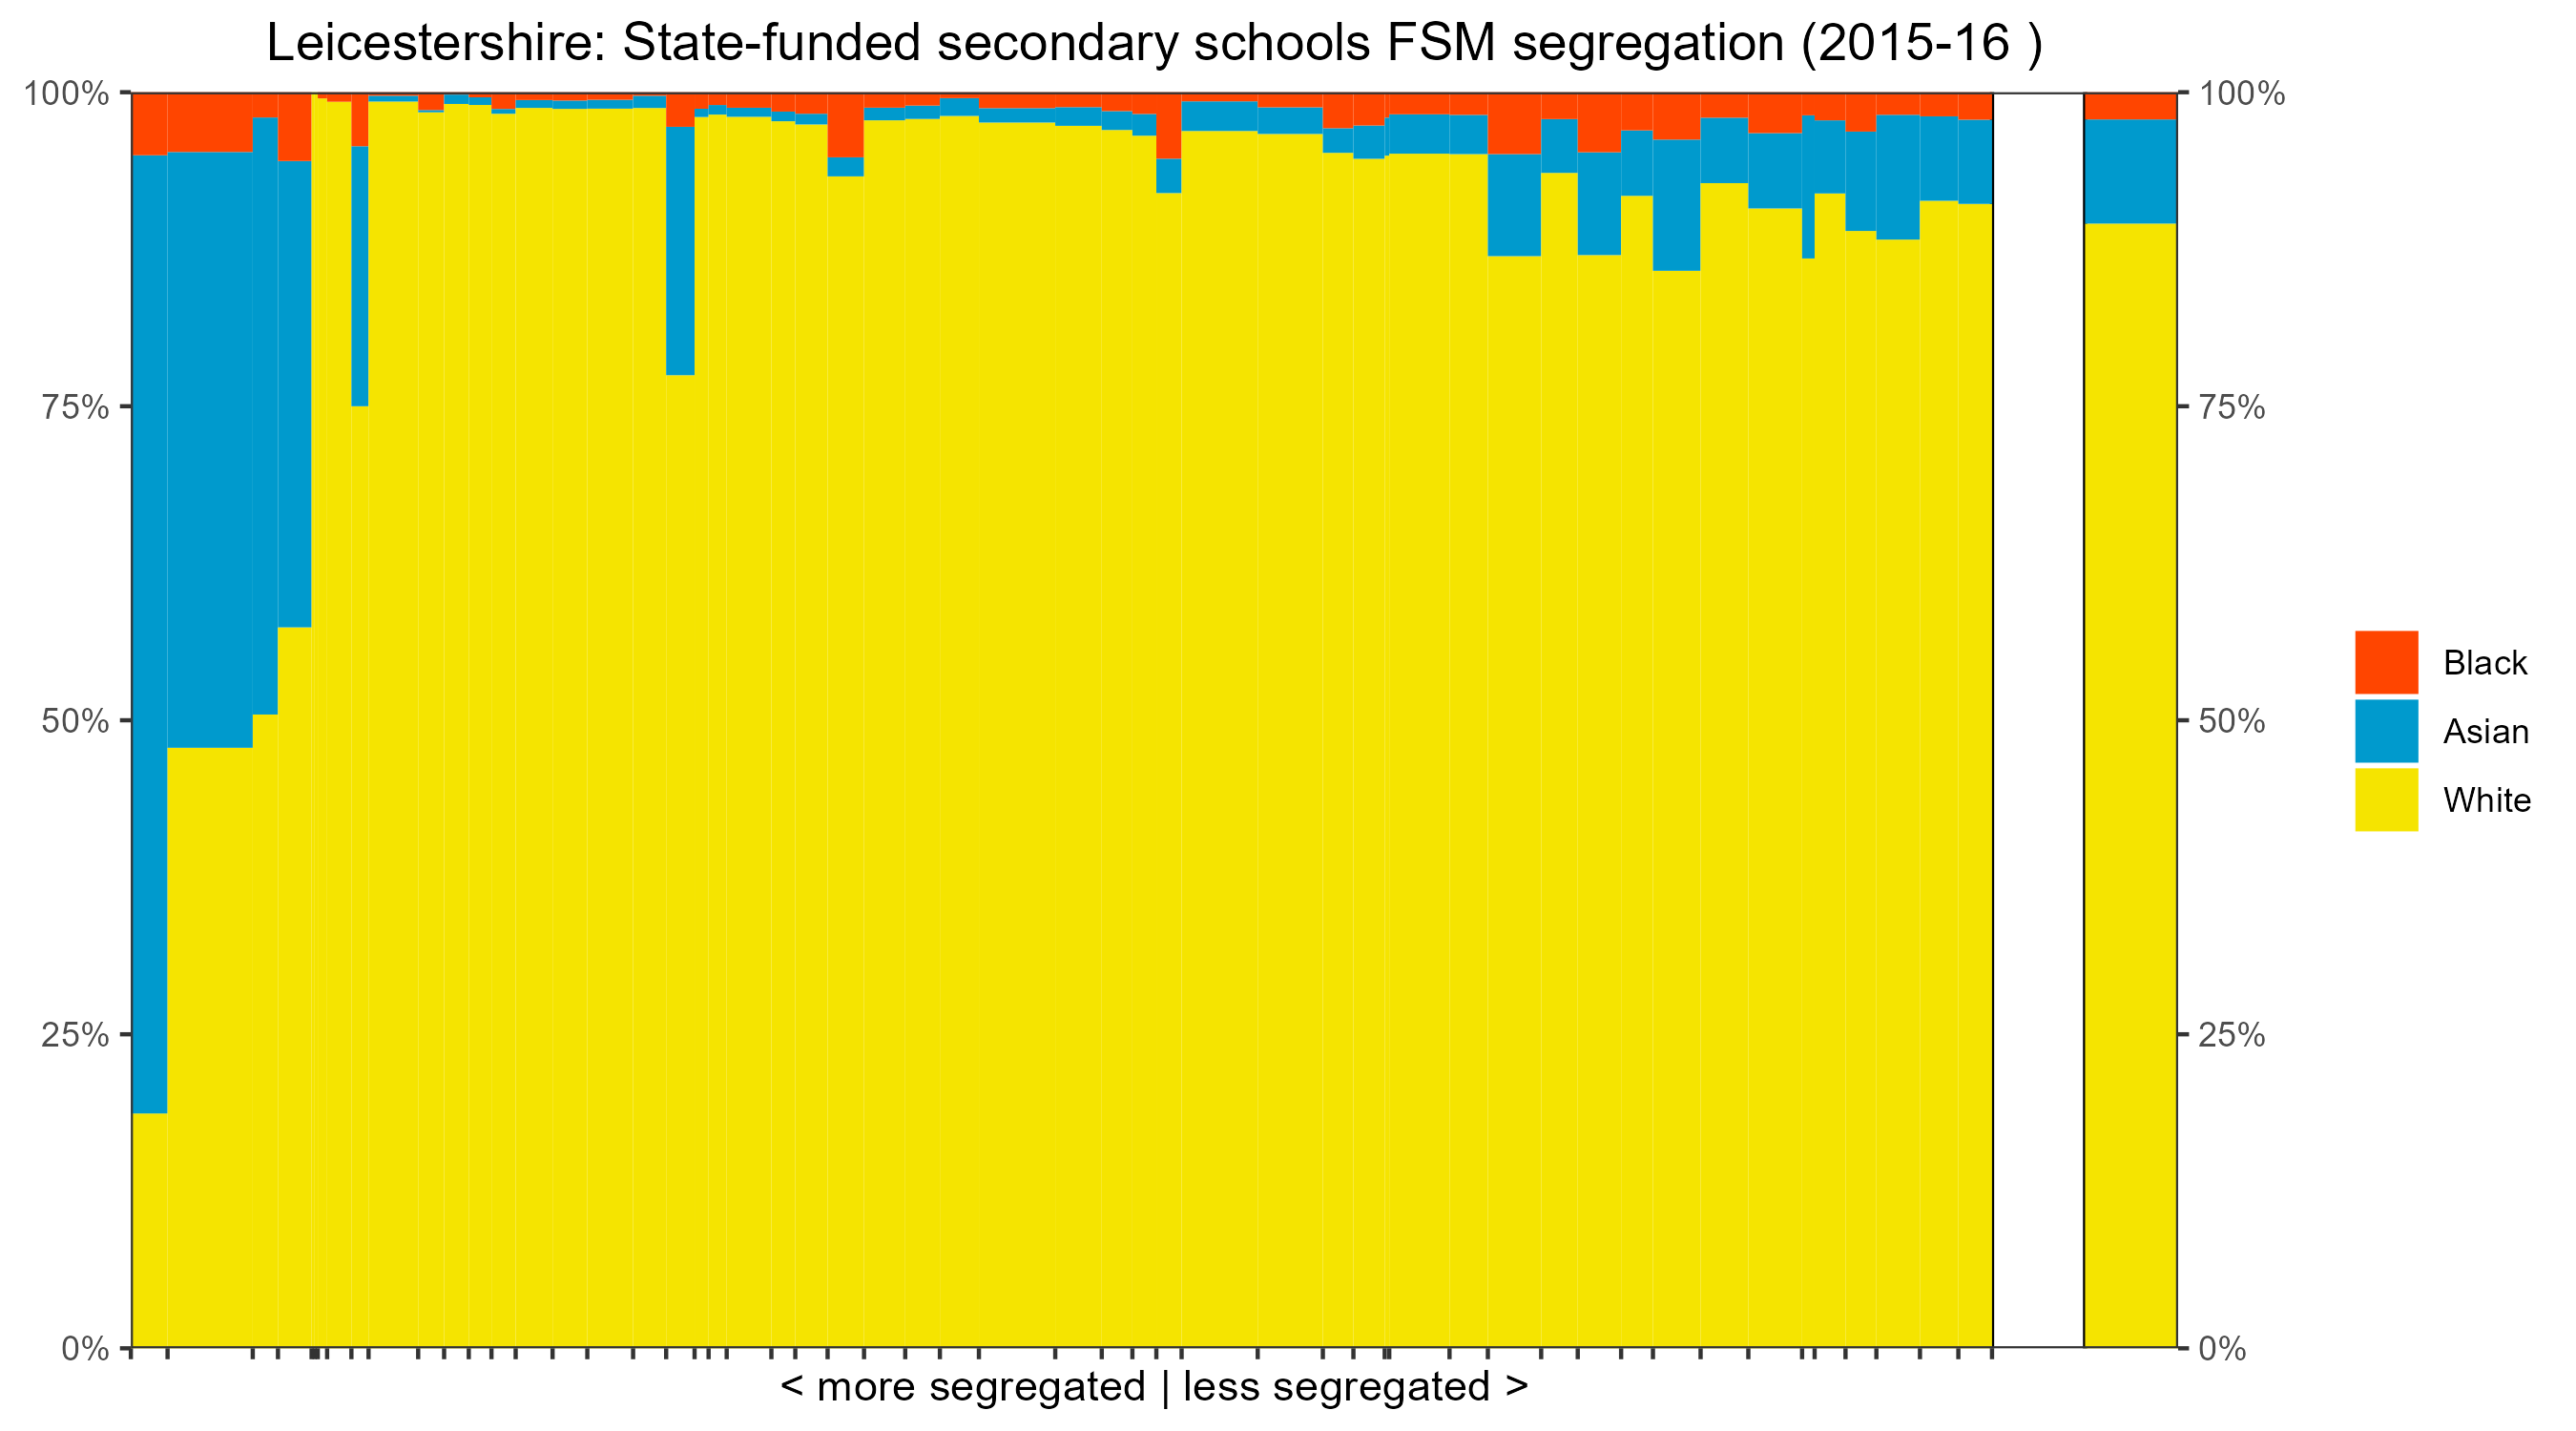 Leicestershire: State-funded secondary schools FSM segregation (2015-16 )
100%
75%
50%
25%
0%
100%
75%
50%
25%
0%
Black
Asian
White
< more segregated | less segregated >